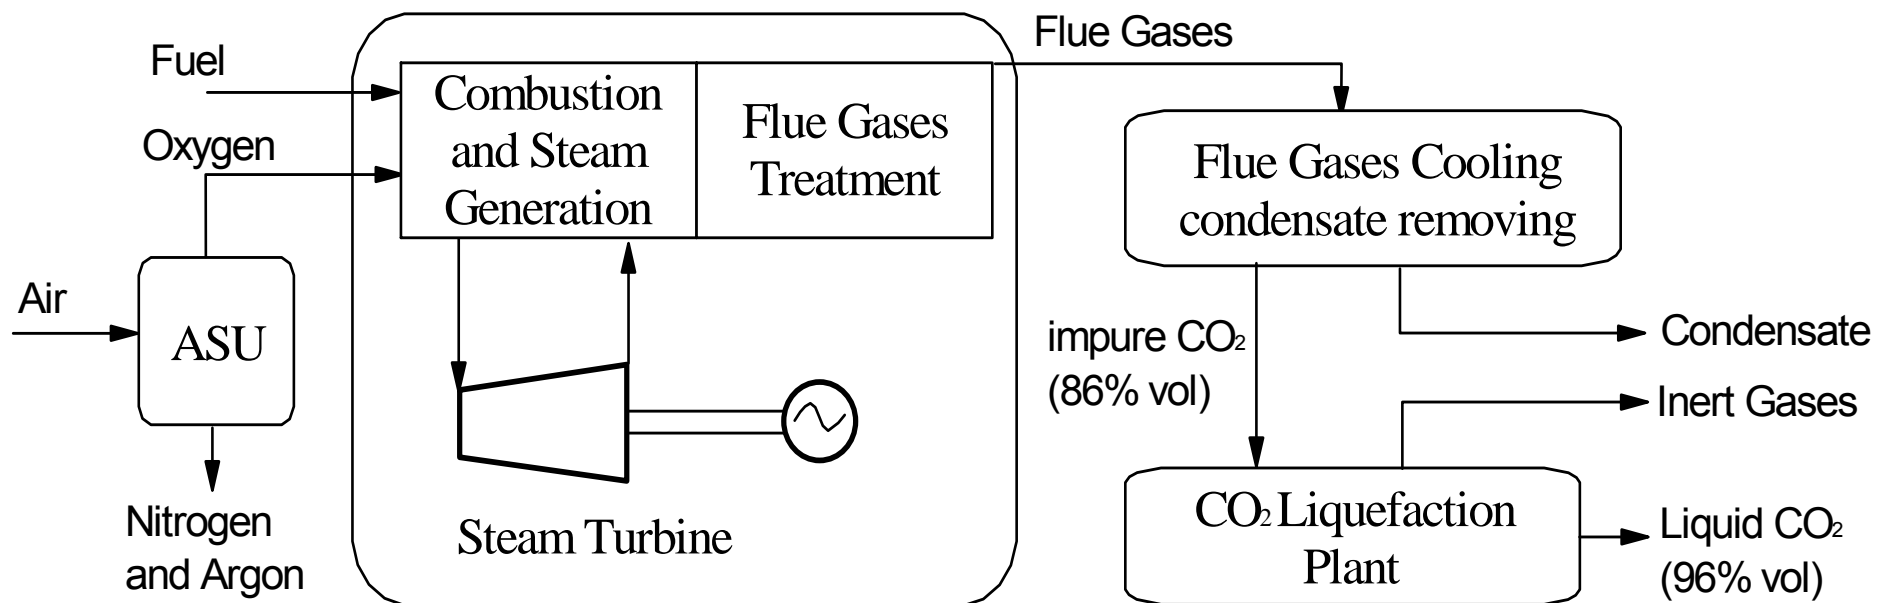 Fuel
Oxygen
Air
ASU
Nitrogen
and Argon
Combustion
and Steam
Generation
Flue Gases
Treatment
Steam Turbine
Flue Gases
Flue Gases Cooling
condensate removing
impure CO₂
(86% vol)
Condensate
Inert Gases
CO₂ Liquefaction
Plant
Liquid CO₂
(96% vol)